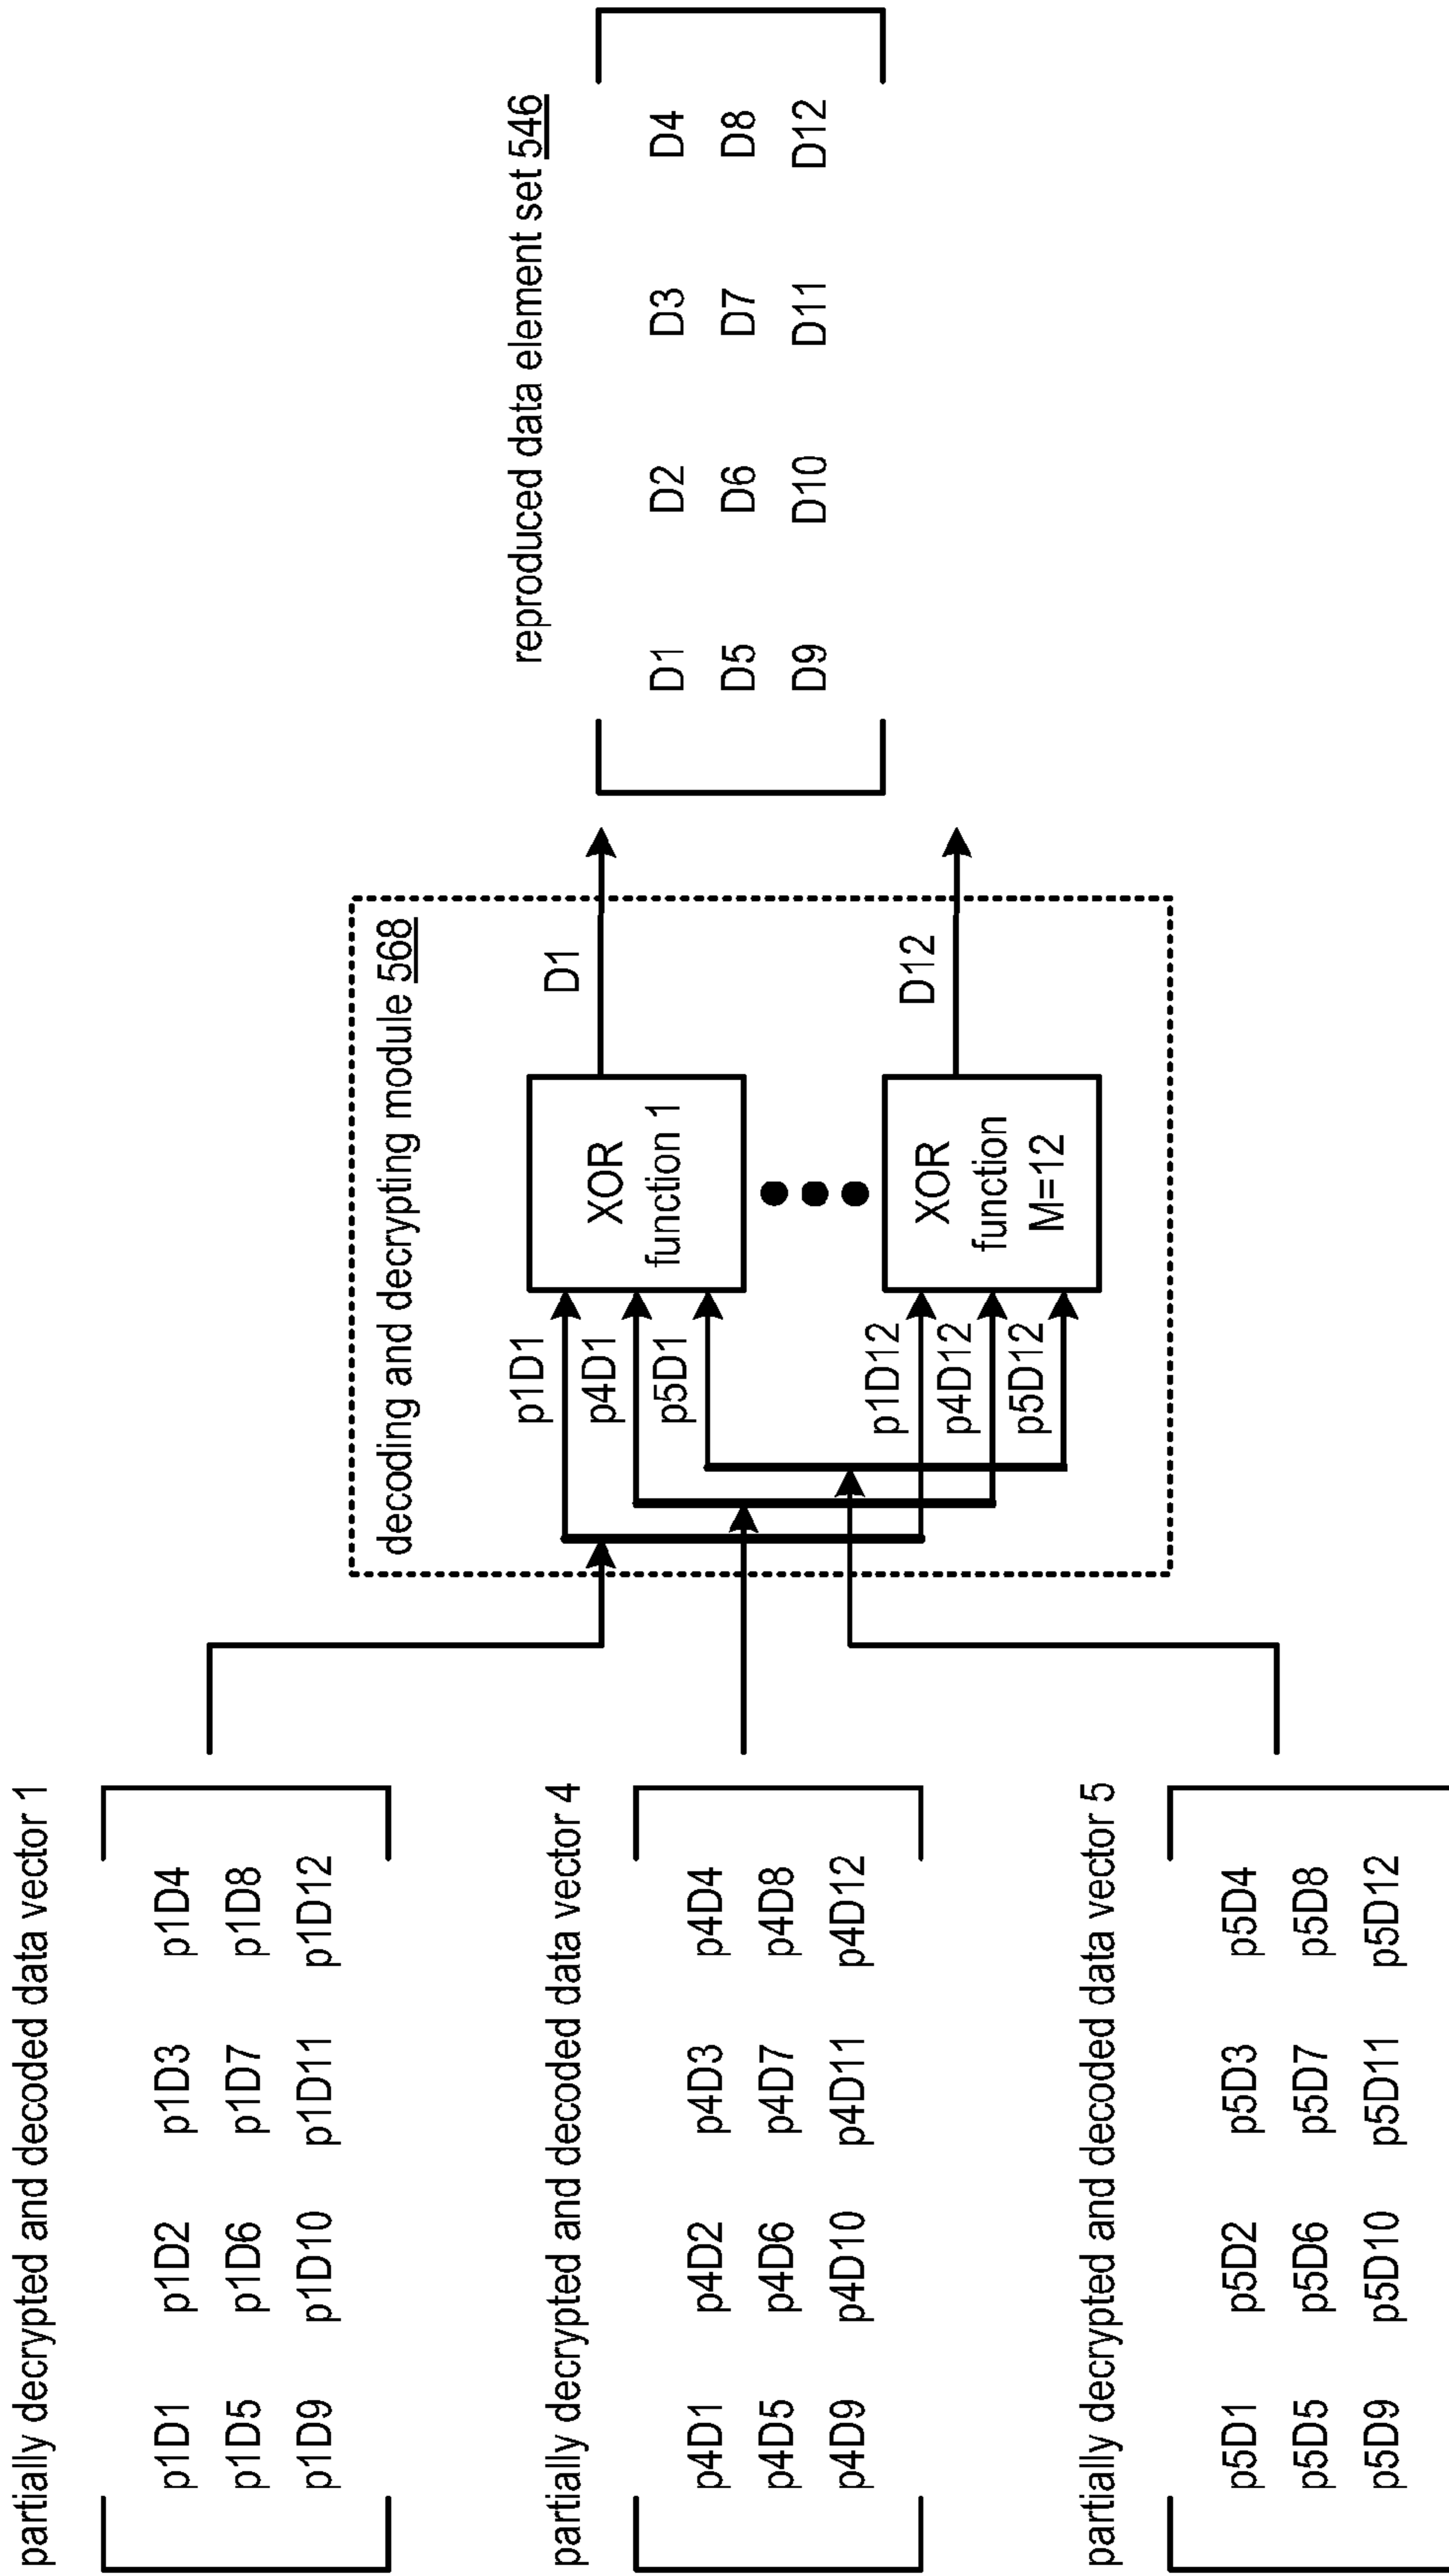 partially decrypted and decoded data vector 1
p1D1 p1D2 p1D3 p1D4
p1D5 p1D6 p1D7 p1D8
p1D9 p1D10 p1D11 p1D12
partially decrypted and decoded data vector 4
p4D1 p4D2 p4D3 p4D4
p4D5 p4D6 p4D7 p4D8
p4D9 p4D10 p4D11 p4D12
partially decrypted and decoded data vector 5
p5D1 p5D2 p5D3 p5D4
p5D5 p5D6 p5D7 p5D8
p5D9 p5D10 p5D11 p5D12
decoding and decrypting module 568
p1D1
p4D1
p5D1
XOR
function 1
D1
p1D12
p4D12
p5D12
XOR
function
M=12
D12
reproduced data element set 546
D1 D2 D3 D4
D5 D6 D7 D8
D9 D10 D11 D12